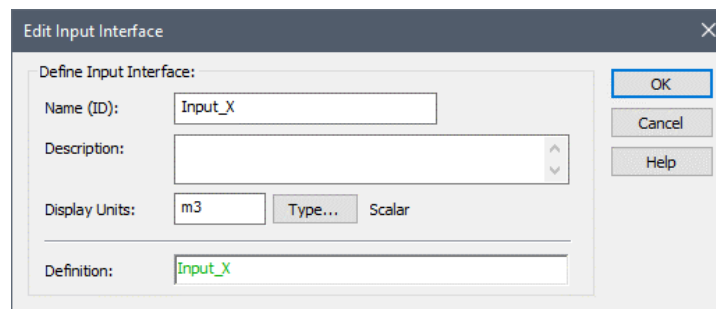 Edit Input Interface
Define Input Interface:
Name (ID): Input_X
Description:
Display Units: m3 Type... Scalar
Definition: Input_X
OK
Cancel
Help